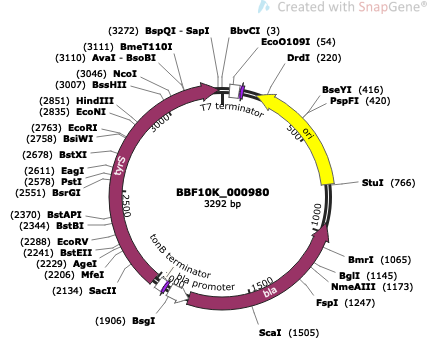 Created with SnapGene®
(3272) BspQI - SapI
BbvCI (3)
(3111) BmeT110I
EcoO109I (54)
(3110) AvaI - BsoBI
DrdI (220)
(3046) NcoI
(3007) BssHII
BseYI (416)
PspFI (420)
(2851) HindIII
(2835) EcoNI
(2763) EcoRI
(2758) BsiWI
(2678) BstXI
(2611) EagI
(2578) PstI
(2551) BsrGI
StuI (766)
(2370) BstAPI
(2344) BstBI
(2288) EcoRV
(2241) BstEII
(2229) AgeI
(2206) MfeI
(2134) SacII
BmrI (1065)
BglI (1145)
NmeAIII (1173)
FspI (1247)
ScaI (1505)
(1906) BsgI
T7 terminator
ori
500
1000
1500
2500
3000
tyrS
bla
bla promoter
tonB terminator
BBF10K_000980
3292 bp